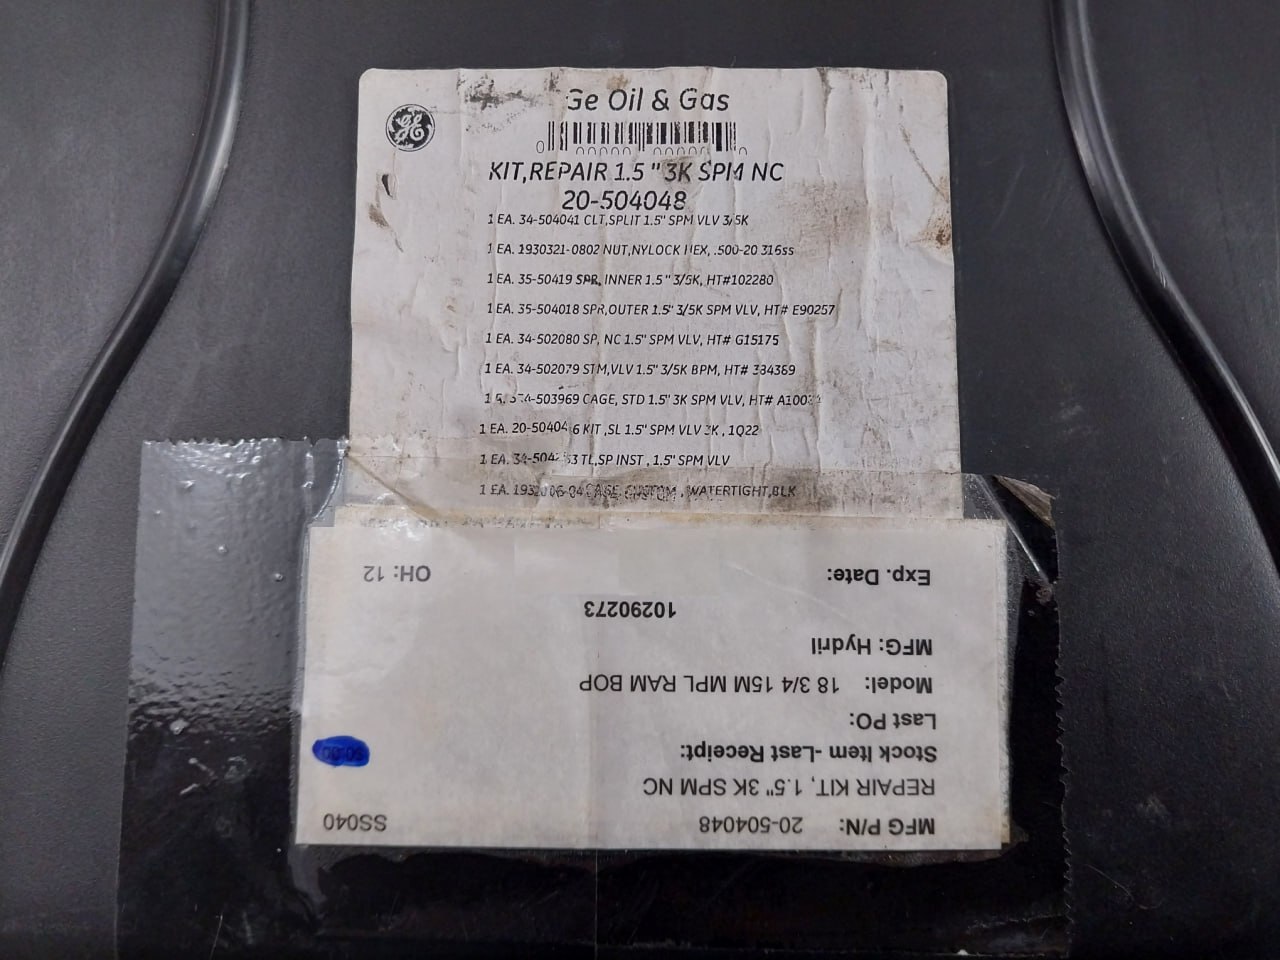 Ge Oil & Gas
GE
KIT,REPAIR 1.5 " 3K SPM NC
20-504048
1 EA. 34-504041 CLT,SPLIT 1.5" SPM VLV 3/5K
1 EA. 1930321-0802 NUT,NYLOCK HEX, .500-20 316ss
1 EA. 35-50419 SPR, INNER 1.5 " 3/5K, HT#102280
1 EA. 35-504018 SPR,OUTER 1.5" 3/5K SPM VLV, HT# E90257
1 EA. 34-502080 SP, NC 1.5" SPM VLV, HT# G15175
1 EA. 34-502079 STM,VLV 1.5" 3/5K BPM, HT# 384369
1 CAGE, STD 1.5" 3K SPM VLV, HT#
1 EA. KIT ,SL 1.5" SPM VLV 3K , 1Q22
1 EA. TL,SP INST , 1.5" SPM VLV
1 EA. CASE CUSTOM , WATERTIGHT,BLK
MFG P/N: 20-504048 SS040
REPAIR KIT, 1.5" 3K SPM NC
Stock Item -Last Receipt:
Last PO:
Model: 18 3/4 15M MPL RAM BOP
MFG: Hydril
10290273
Exp. Date: OH: 12